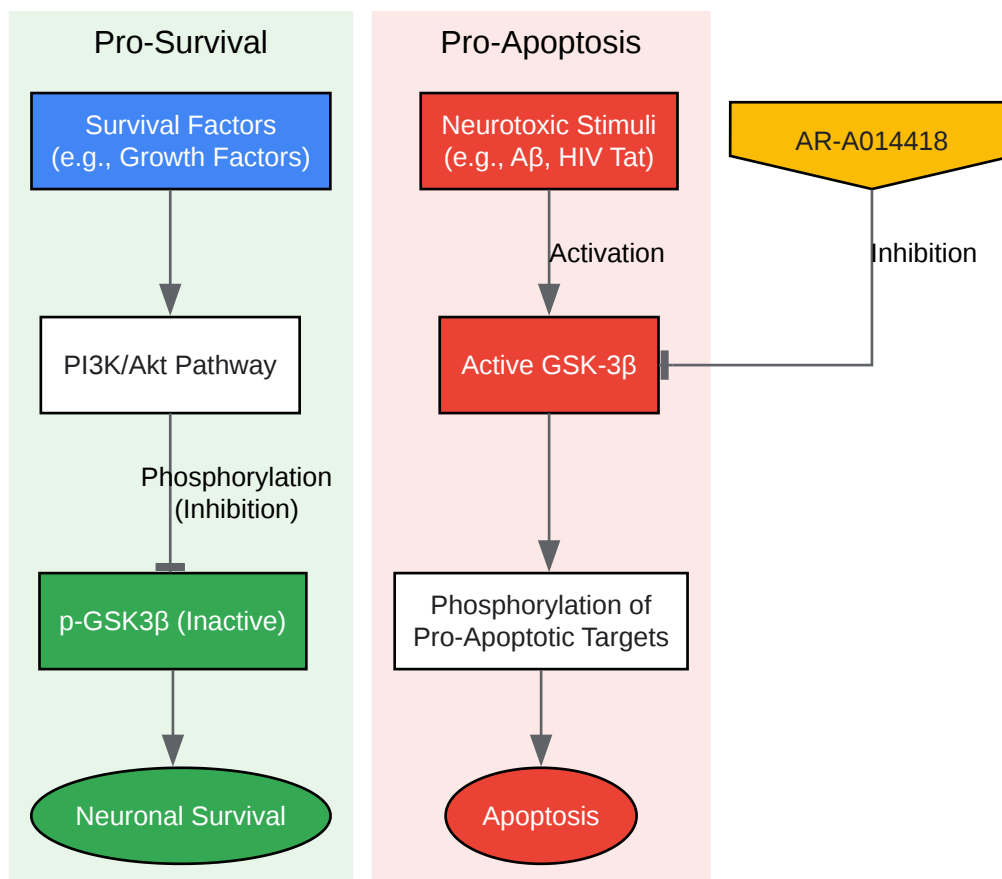 Pro-Survival
Survival Factors
(e.g., Growth Factors)
PI3K/Akt Pathway
Phosphorylation
(Inhibition)
p-GSK3β (Inactive)
Neuronal Survival
Pro-Apoptosis
Neurotoxic Stimuli
(e.g., Aβ, HIV Tat)
Activation
Active GSK-3β
Phosphorylation of
Pro-Apoptotic Targets
Apoptosis
AR-A014418
Inhibition